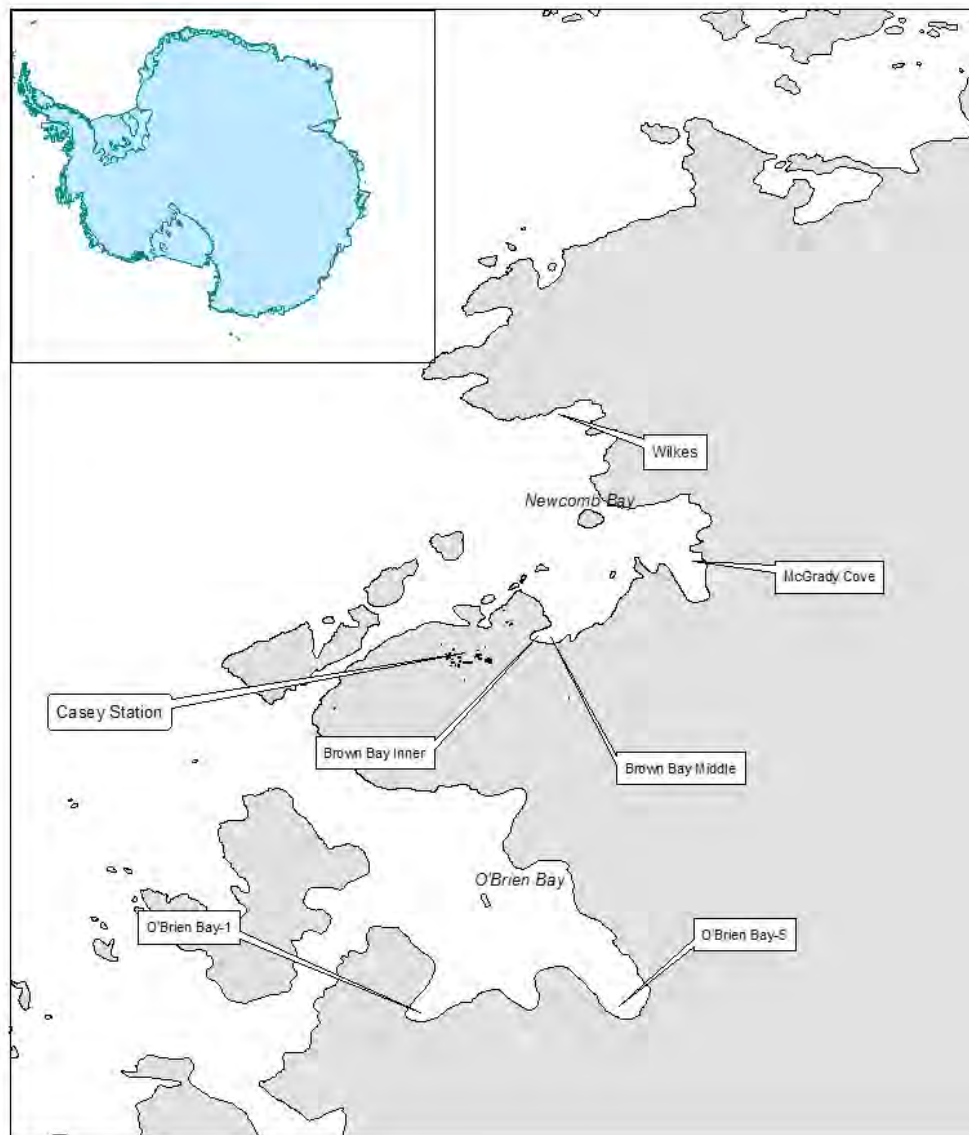 Wilkes
Newcomb Bay
McGrady Cove
Casey Station
Brown Bay Inner
Brown Bay Middle
O'Brien Bay
O'Brien Bay-1
O'Brien Bay-5